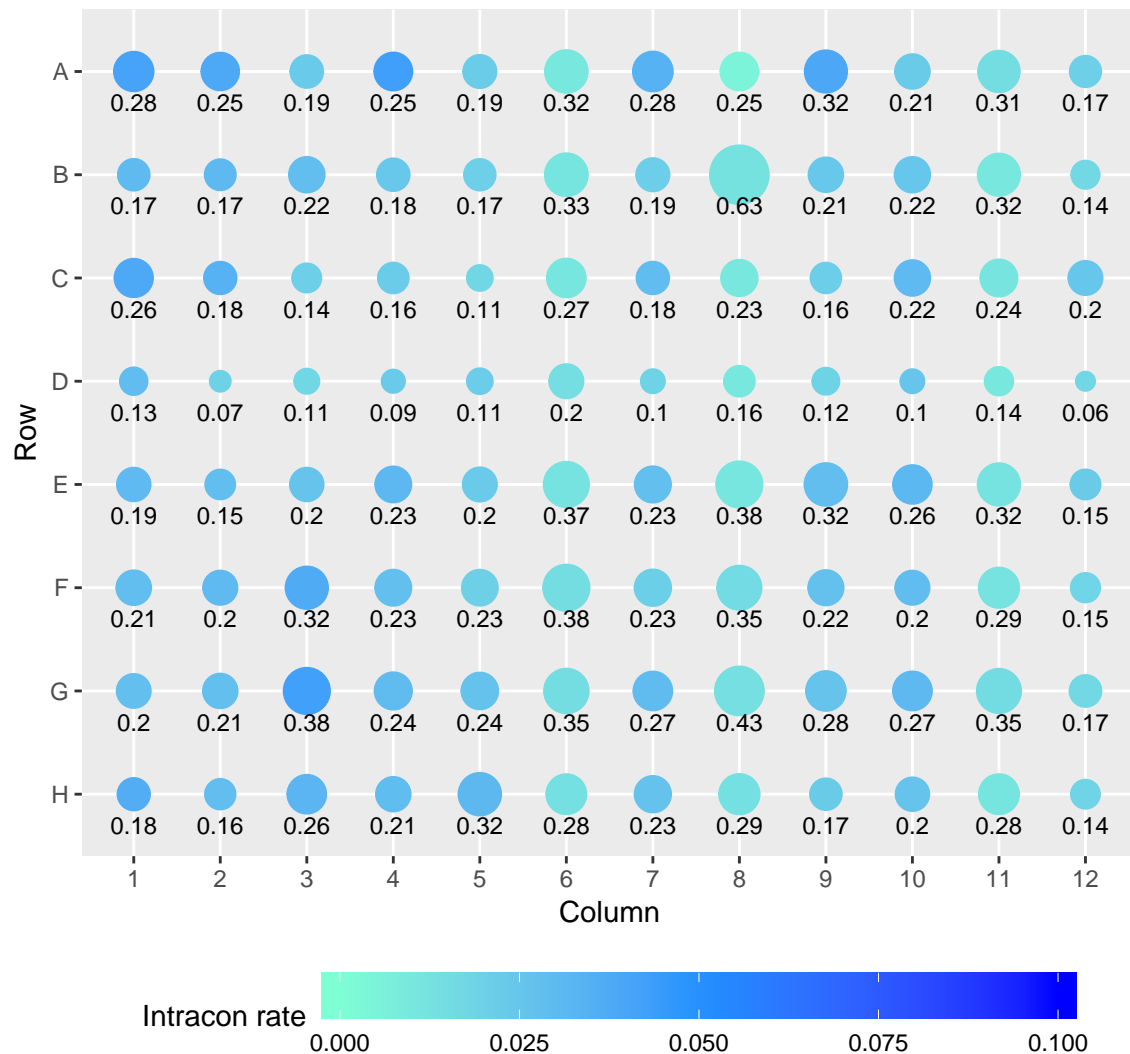 A
0.28 0.25 0.19 0.25 0.19 0.32 0.28 0.25 0.32 0.21 0.31 0.17
B
0.17 0.17 0.22 0.18 0.17 0.33 0.19 0.63 0.21 0.22 0.32 0.14
C
0.26 0.18 0.14 0.16 0.11 0.27 0.18 0.23 0.16 0.22 0.24 0.2
D
0.13 0.07 0.11 0.09 0.11 0.2 0.1 0.16 0.12 0.1 0.14 0.06
Row
E
0.19 0.15 0.2 0.23 0.2 0.37 0.23 0.38 0.32 0.26 0.32 0.15
F
0.21 0.2 0.32 0.23 0.23 0.38 0.23 0.35 0.22 0.2 0.29 0.15
G
0.2 0.21 0.38 0.24 0.24 0.35 0.27 0.43 0.28 0.27 0.35 0.17
H
0.18 0.16 0.26 0.21 0.32 0.28 0.23 0.29 0.17 0.2 0.28 0.14
1 2 3 4 5 6 7 8 9 10 11 12
Column
Intracon rate
0.000 0.025 0.050 0.075 0.100